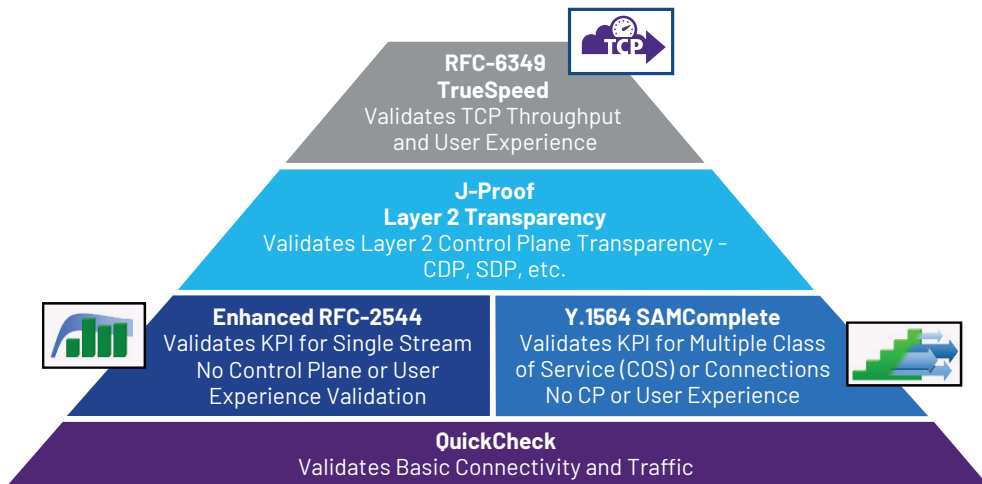 TCP
RFC-6349
TrueSpeed
Validates TCP Throughput
and User Experience
J-Proof
Layer 2 Transparency
Validates Layer 2 Control Plane Transparency -
CDP, SDP, etc.
Enhanced RFC-2544
Validates KPI for Single Stream
No Control Plane or User
Experience Validation
Y.1564 SAMComplete
Validates KPI for Multiple Class
of Service (COS) or Connections
No CP or User Experience
QuickCheck
Validates Basic Connectivity and Traffic